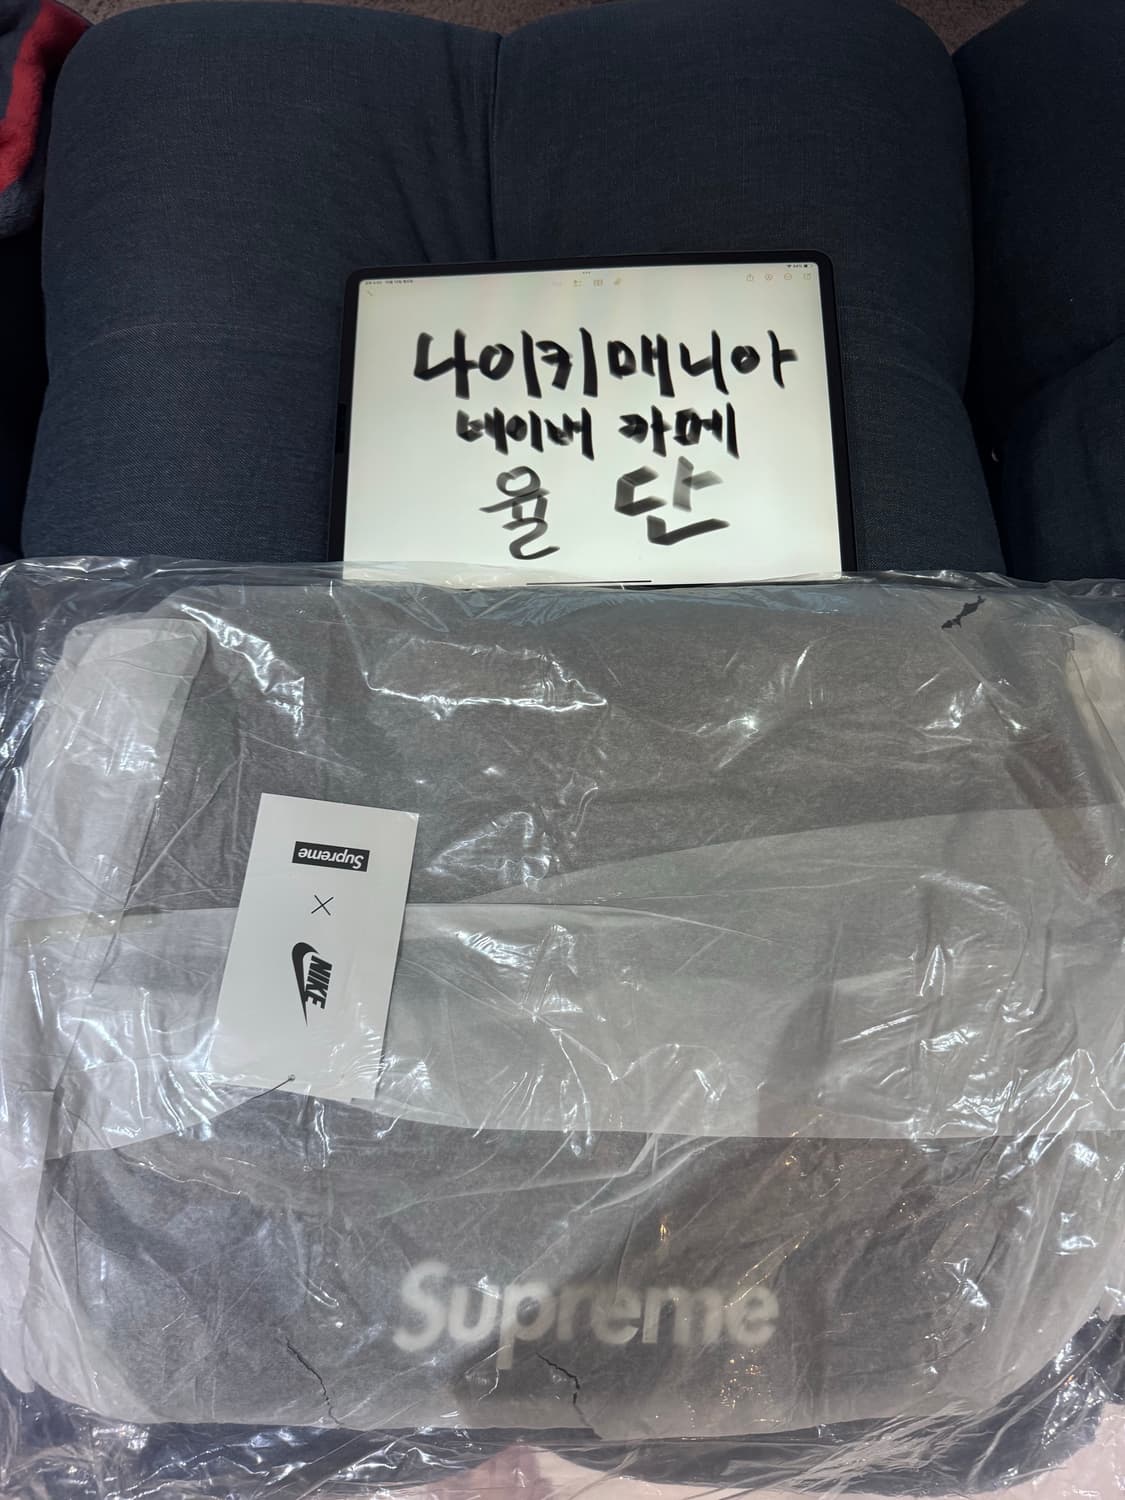 나이키매니아
네이버 카페
율 단
Supreme
×
NIKE
Supreme